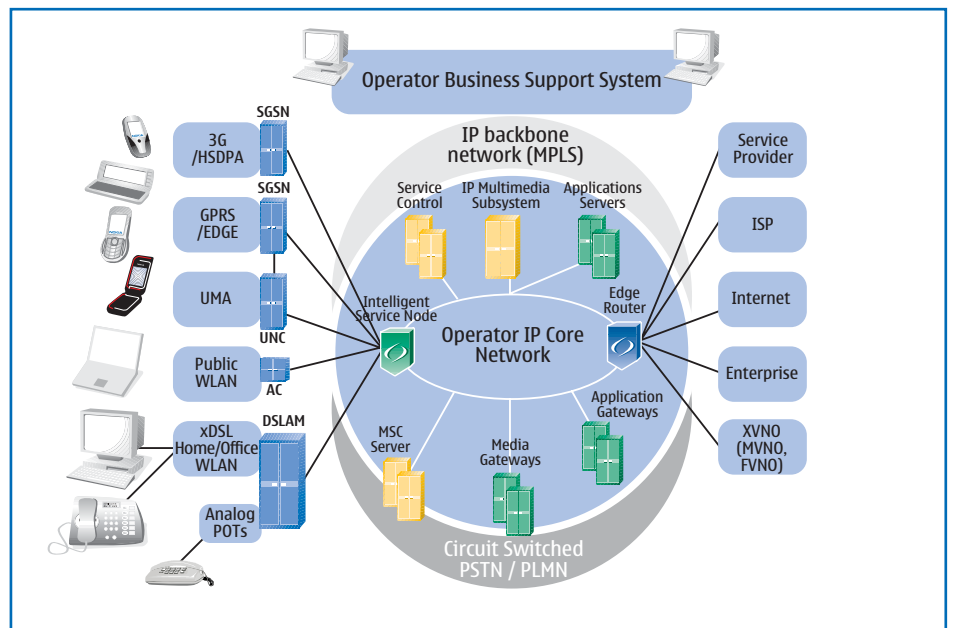 Operator Business Support System
SGSN
3G
/HSDPA
SGSN
GPRS
/EDGE
UMA
UNC
Public
WLAN
AC
DSLAM
xDSL
Home/Office
WLAN
Analog
POTs
IP backbone
network (MPLS)
Service
Control
IP Multimedia
Subsystem
Applications
Servers
Intelligent
Service Node
Edge
Router
Operator IP Core
Network
MSC
Server
Media
Gateways
Application
Gateways
Circuit Switched
PSTN / PLMN
Service
Provider
ISP
Internet
Enterprise
XVNO
(MVNO,
FVNO)